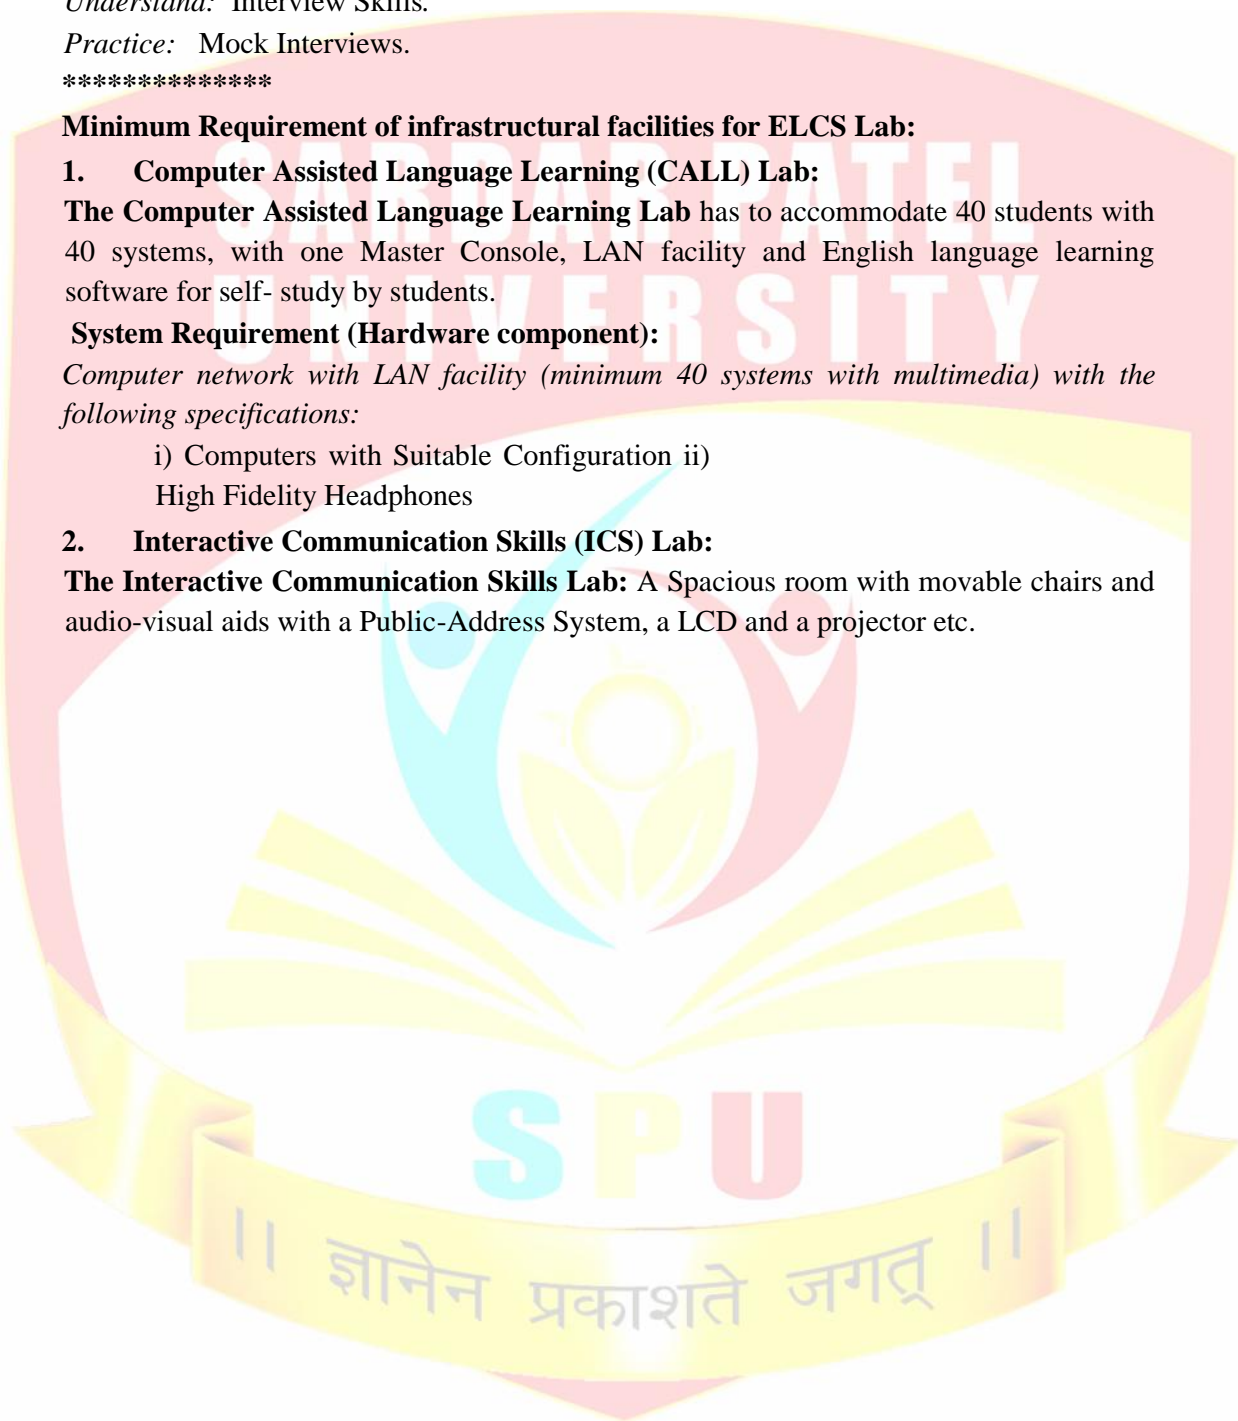 Understand: Interview Skills.
Practice: Mock Interviews.
**************
Minimum Requirement of infrastructural facilities for ELCS Lab:
1. Computer Assisted Language Learning (CALL) Lab:
The Computer Assisted Language Learning Lab has to accommodate 40 students with
40 systems, with one Master Console, LAN facility and English language learning
software for self- study by students.
System Requirement (Hardware component):
Computer network with LAN facility (minimum 40 systems with multimedia) with the
following specifications:
i) Computers with Suitable Configuration ii)
High Fidelity Headphones
2. Interactive Communication Skills (ICS) Lab:
The Interactive Communication Skills Lab: A Spacious room with movable chairs and
audio-visual aids with a Public-Address System, a LCD and a projector etc.
SARDAR PATEL
UNIVERSITY
SPU
।। ज्ञानेन प्रकाशते जगत् ।।